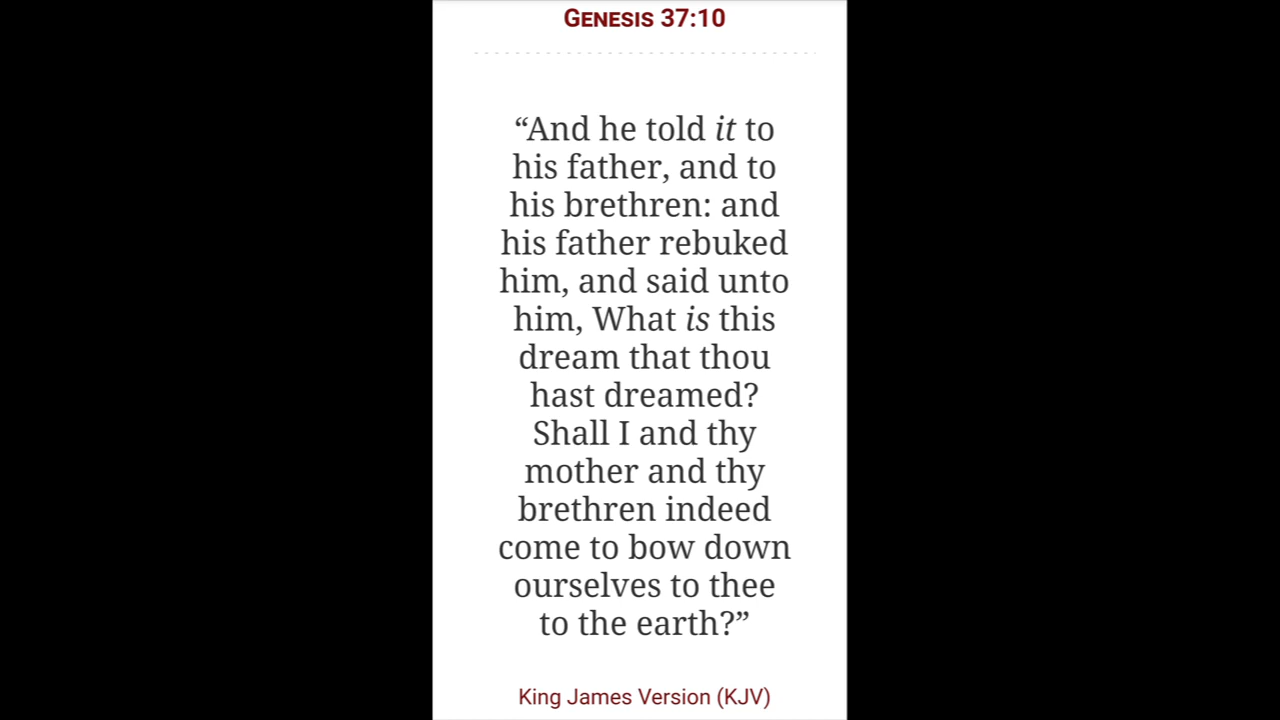 Genesis 37:10
“And he told it to
his father, and to
his brethren: and
his father rebuked
him, and said unto
him, What is this
dream that thou
hast dreamed?
Shall I and thy
mother and thy
brethren indeed
come to bow down
ourselves to thee
to the earth?”
King James Version (KJV)